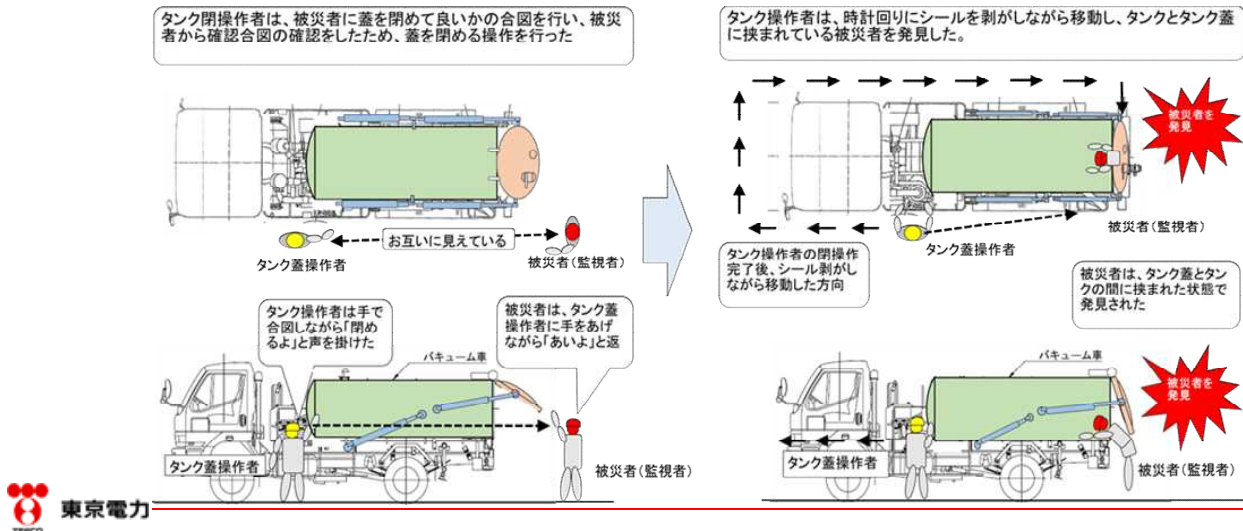 タンク閉操作者は、被災者に蓋を閉めて良いかの合図を行い、被災
者から確認合図の確認をしたため、蓋を閉める操作を行った
お互いに見えている
タンク蓋操作者
被災者(監視者)
タンク操作者は手で
合図しながら「閉め
るよ」と声を掛けた
被災者は、タンク蓋
操作者に手をあげ
ながら「あいよ」と返
バキューム車
タンク蓋操作者
被災者(監視者)
タンク操作者は、時計回りにシールを剥がしながら移動し、タンクとタンク蓋
に挟まれている被災者を発見した。
被災者を
発見
被災者(監視者)
タンク蓋操作者
タンク操作者の閉操作
完了後、シール剥がし
ながら移動した方向
被災者は、タンク蓋とタン
クの間に挟まれた状態で
発見された
バキューム車
被災者を
発見
タンク蓋操作者
被災者(監視者)
東京電力
TEPCO